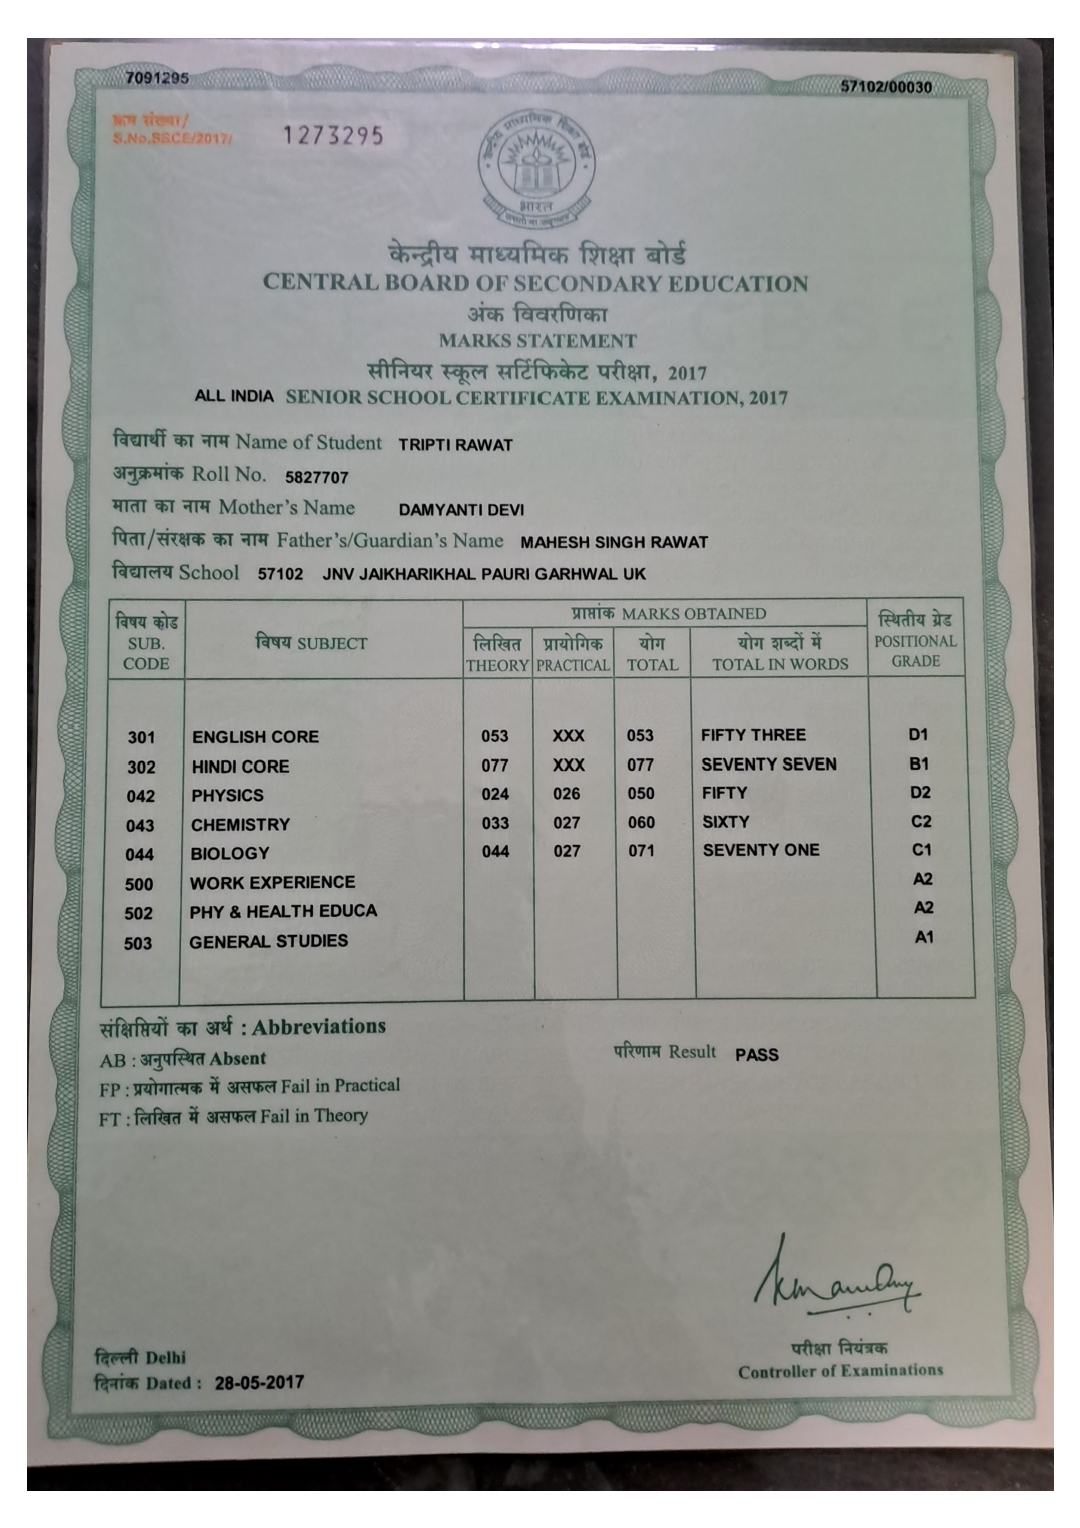 7091295
57102/00030
क्रम संख्या/
S.No.SSCE/2017/ 1273295
भारत
केन्द्रीय माध्यमिक शिक्षा बोर्ड
CENTRAL BOARD OF SECONDARY EDUCATION
अंक विवरणिका
MARKS STATEMENT
सीनियर स्कूल सर्टिफिकेट परीक्षा, 2017
ALL INDIA SENIOR SCHOOL CERTIFICATE EXAMINATION, 2017
विद्यार्थी का नाम Name of Student TRIPTI RAWAT
अनुक्रमांक Roll No. 5827707
माता का नाम Mother's Name DAMYANTI DEVI
पिता/संरक्षक का नाम Father's/Guardian's Name MAHESH SINGH RAWAT
विद्यालय School 57102 JNV JAIKHARIKHAL PAURI GARHWAL UK
विषय कोड SUB. CODE विषय SUBJECT प्राप्तांक MARKS OBTAINED स्थितीय ग्रेड POSITIONAL GRADE
लिखित THEORY प्रायोगिक PRACTICAL योग TOTAL योग शब्दों में TOTAL IN WORDS
301 ENGLISH CORE 053 XXX 053 FIFTY THREE D1
302 HINDI CORE 077 XXX 077 SEVENTY SEVEN B1
042 PHYSICS 024 026 050 FIFTY D2
043 CHEMISTRY 033 027 060 SIXTY C2
044 BIOLOGY 044 027 071 SEVENTY ONE C1
500 WORK EXPERIENCE A2
502 PHY & HEALTH EDUCA A2
503 GENERAL STUDIES A1
संक्षिप्तियों का अर्थ : Abbreviations
AB : अनुपस्थित Absent
परिणाम Result PASS
FP : प्रयोगात्मक में असफल Fail in Practical
FT : लिखित में असफल Fail in Theory
परीक्षा नियंत्रक
Controller of Examinations
दिल्ली Delhi
दिनांक Dated : 28-05-2017